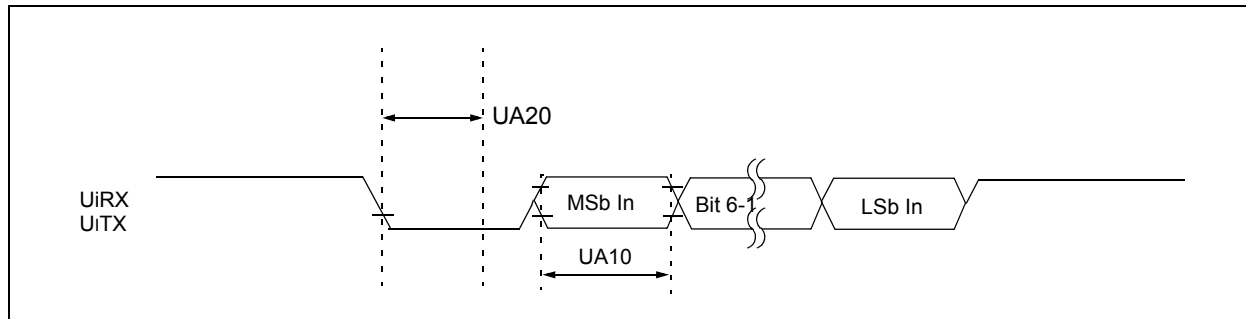 UA20
UiRX
UiTX
MSb In
Bit 6-1
LSb In
UA10